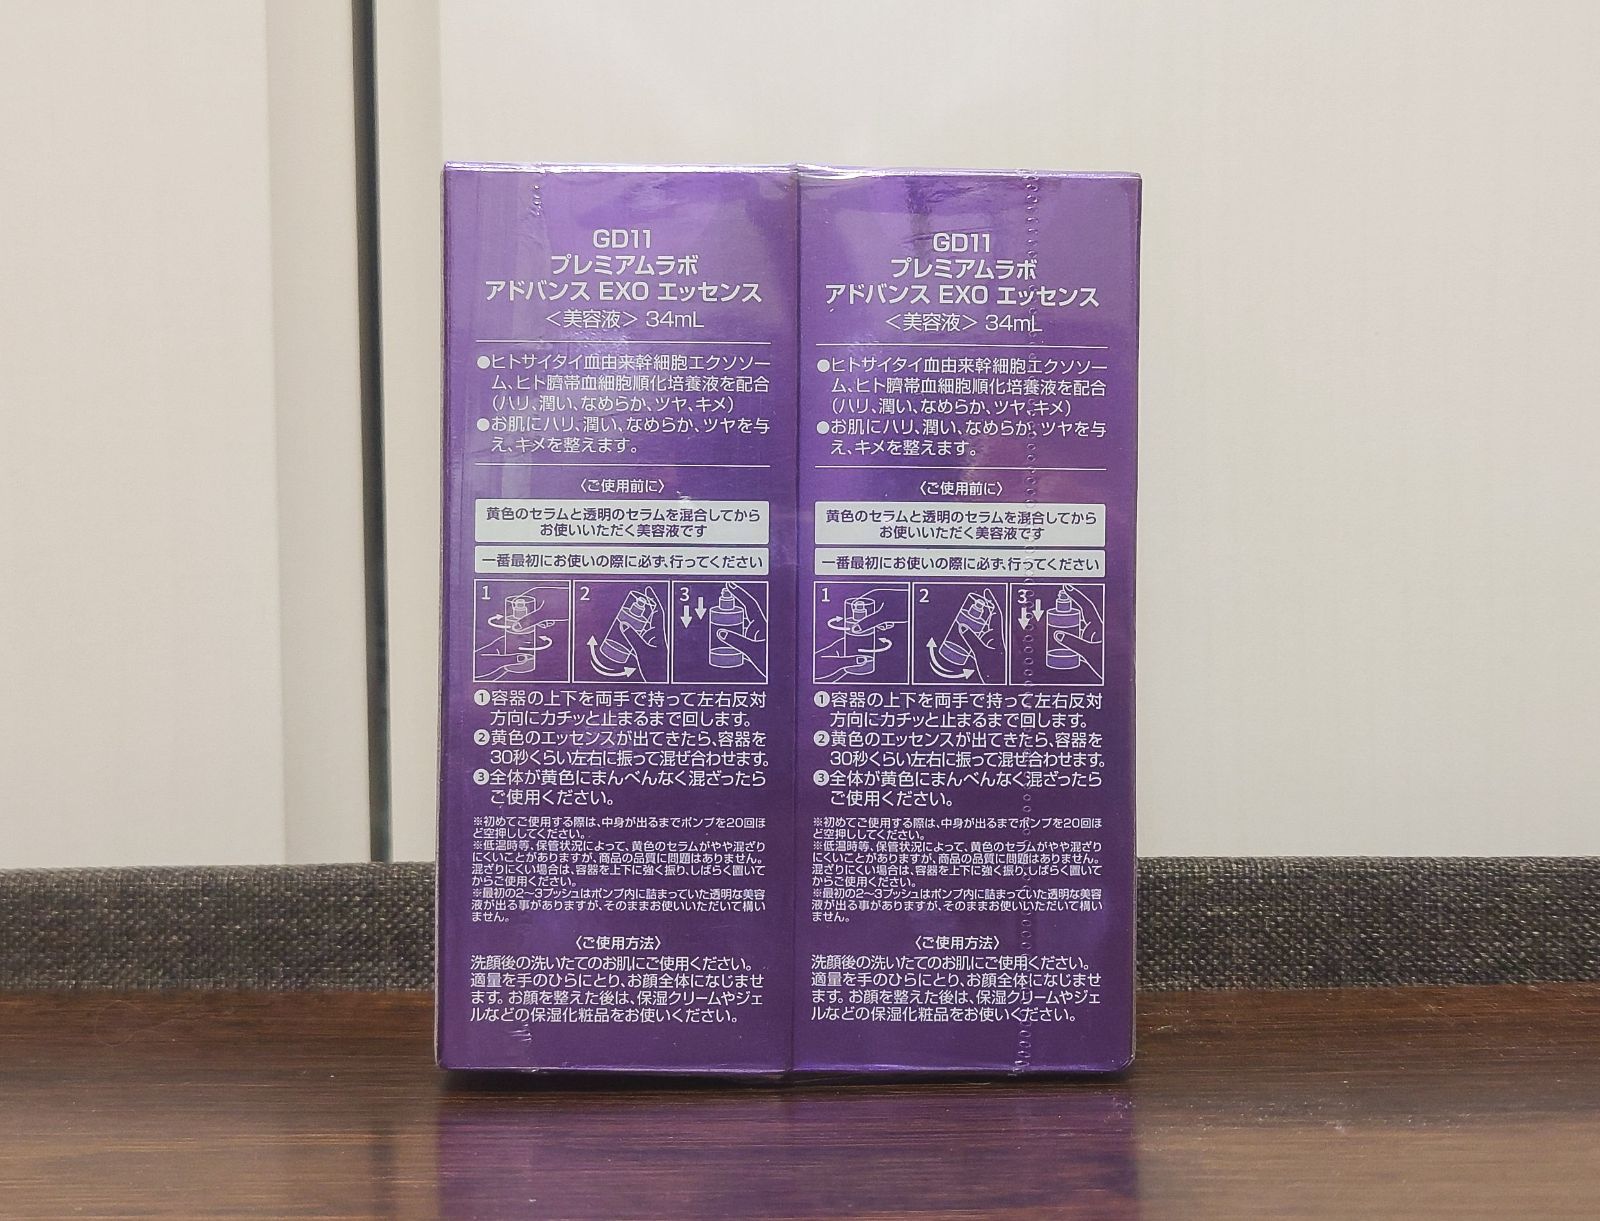 GD11
プレミアムラボ
アドバンス EXO エッセンス
＜美容液＞ 34mL
●ヒトサイタイ血由来幹細胞エクソソー
ム、ヒト臍帯血細胞順化培養液を配合
(ハリ、潤い、なめらか、ツヤ、キメ)
●お肌にハリ、潤い、なめらか、ツヤを与
え、キメを整えます。
〈ご使用前に〉
黄色のセラムと透明のセラムを混合してから
お使いいただく美容液です
一番最初にお使いの際に必ず、行ってください
1 2 3
❶容器の上下を両手で持って左右反対
方向にカチッと止まるまで回します。
❷黄色のエッセンスが出てきたら、容器を
30秒くらい左右に振って混ぜ合わせます。
❸全体が黄色にまんべんなく混ざったら
ご使用ください。
※初めてご使用する際は、中身が出るまでポンプを20回ほ
ど空押ししてください。
※低温時等、保管状況によって、黄色のセラムがやや混ざり
にくいことがありますが、商品の品質に問題はありません。
混ざりにくい場合は、容器を上下に強く振り、しばらく置いて
からご使用ください。
※最初の2〜3プッシュはポンプ内に詰まっていた透明な美容
液が出る事がありますが、そのままお使いいただいて構い
ません。
〈ご使用方法〉
洗顔後の洗いたてのお肌にご使用ください。
適量を手のひらにとり、お顔全体になじませ
ます。お顔を整えた後は、保湿クリームやジェ
ルなどの保湿化粧品をお使いください。
GD11
プレミアムラボ
アドバンス EXO エッセンス
＜美容液＞ 34mL
●ヒトサイタイ血由来幹細胞エクソソー
ム、ヒト臍帯血細胞順化培養液を配合
(ハリ、潤い、なめらか、ツヤ、キメ)
●お肌にハリ、潤い、なめらか、ツヤを与
え、キメを整えます。
〈ご使用前に〉
黄色のセラムと透明のセラムを混合してから
お使いいただく美容液です
一番最初にお使いの際に必ず、行ってください
1 2 3
❶容器の上下を両手で持って左右反対
方向にカチッと止まるまで回します。
❷黄色のエッセンスが出てきたら、容器を
30秒くらい左右に振って混ぜ合わせます。
❸全体が黄色にまんべんなく混ざったら
ご使用ください。
※初めてご使用する際は、中身が出るまでポンプを20回ほ
ど空押ししてください。
※低温時等、保管状況によって、黄色のセラムがやや混ざり
にくいことがありますが、商品の品質に問題はありません。
混ざりにくい場合は、容器を上下に強く振り、しばらく置いて
からご使用ください。
※最初の2〜3プッシュはポンプ内に詰まっていた透明な美容
液が出る事がありますが、そのままお使いいただいて構い
ません。
〈ご使用方法〉
洗顔後の洗いたてのお肌にご使用ください。
適量を手のひらにとり、お顔全体になじませ
ます。お顔を整えた後は、保湿クリームやジェ
ルなどの保湿化粧品をお使いください。